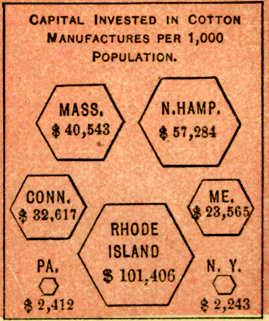 CAPITAL INVESTED IN COTTON
MANUFACTURES PER 1,000
POPULATION.
MASS.
$ 40,543
N.HAMP.
$ 57,284
CONN.
$ 32,617
ME.
$ 23,565
RHODE
ISLAND
$ 101,406
PA.
$ 2,412
N. Y.
$ 2,243